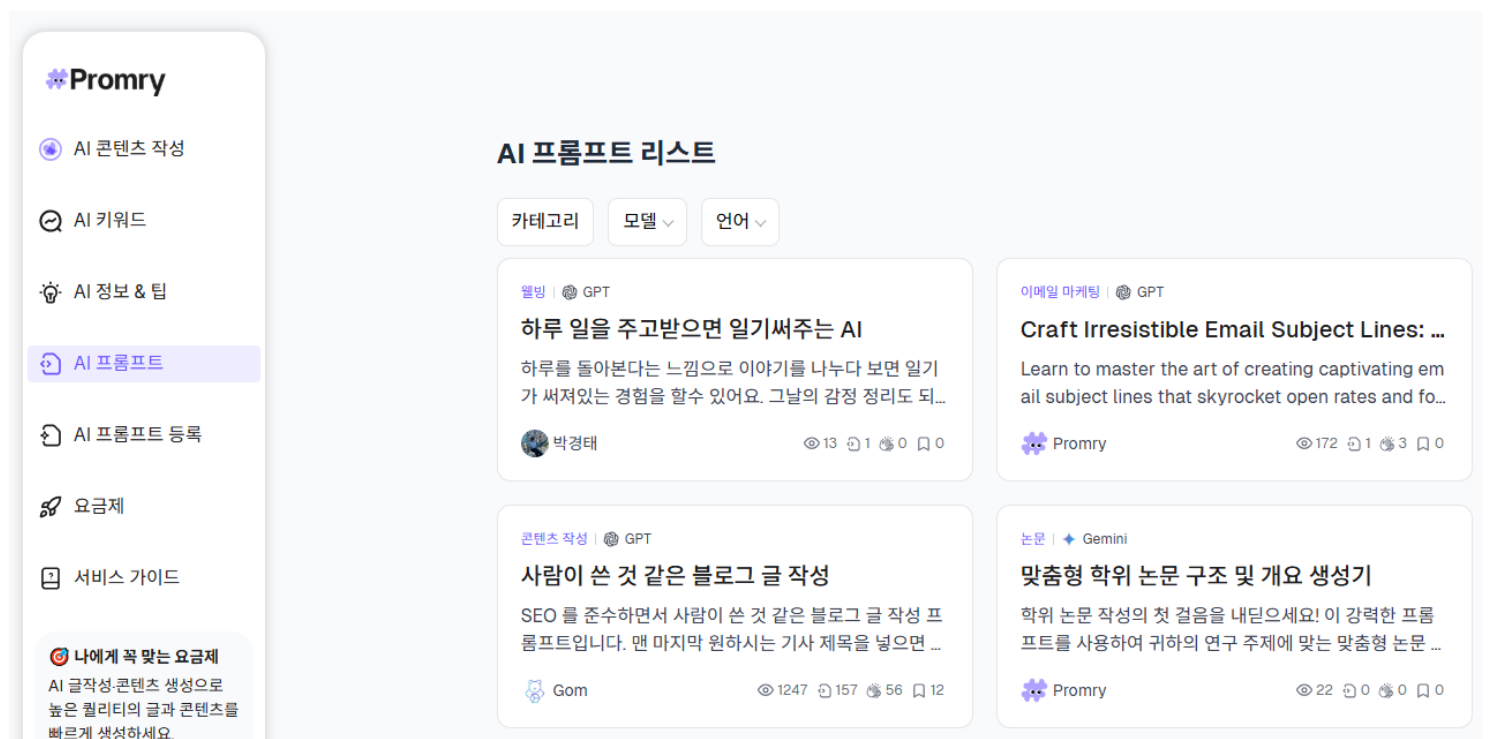 Promry
AI 콘텐츠 작성
AI 키워드
AI 정보 & 팁
AI 프롬프트
AI 프롬프트 등록
요금제
서비스 가이드
나에게 꼭 맞는 요금제
AI 글작성·콘텐츠 생성으로
높은 퀄리티의 글과 콘텐츠를
빠르게 생성하세요.
AI 프롬프트 리스트
카테고리
모델
언어
웰빙 | GPT
하루 일을 주고받으면 일기써주는 AI
하루를 돌아본다는 느낌으로 이야기를 나누다 보면 일기
가 써져있는 경험을 할수 있어요. 그날의 감정 정리도 되...
박경태
13 1 0 0
이메일 마케팅 | GPT
Craft Irresistible Email Subject Lines: ...
Learn to master the art of creating captivating em
ail subject lines that skyrocket open rates and fo...
Promry
172 1 3 0
콘텐츠 작성 | GPT
사람이 쓴 것 같은 블로그 글 작성
SEO 를 준수하면서 사람이 쓴 것 같은 블로그 글 작성 프
롬프트입니다. 맨 마지막 원하시는 기사 제목을 넣으면 ...
Gom
1247 157 56 12
논문 | Gemini
맞춤형 학위 논문 구조 및 개요 생성기
학위 논문 작성의 첫 걸음을 내딛으세요! 이 강력한 프롬
프트를 사용하여 귀하의 연구 주제에 맞는 맞춤형 논문 ...
Promry
22 0 0 0